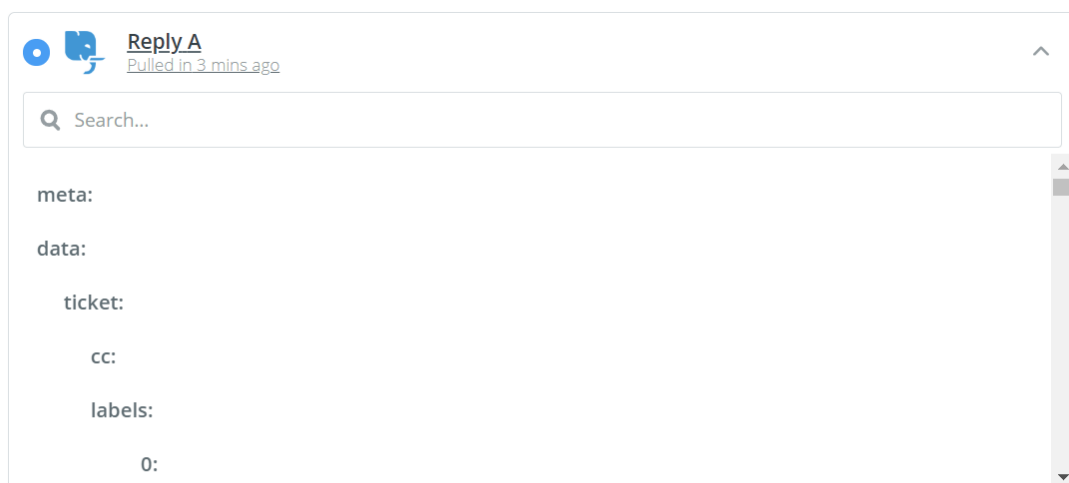 Reply A
Pulled in 3 mins ago
Search...
meta:
data:
ticket:
cc:
labels:
0: